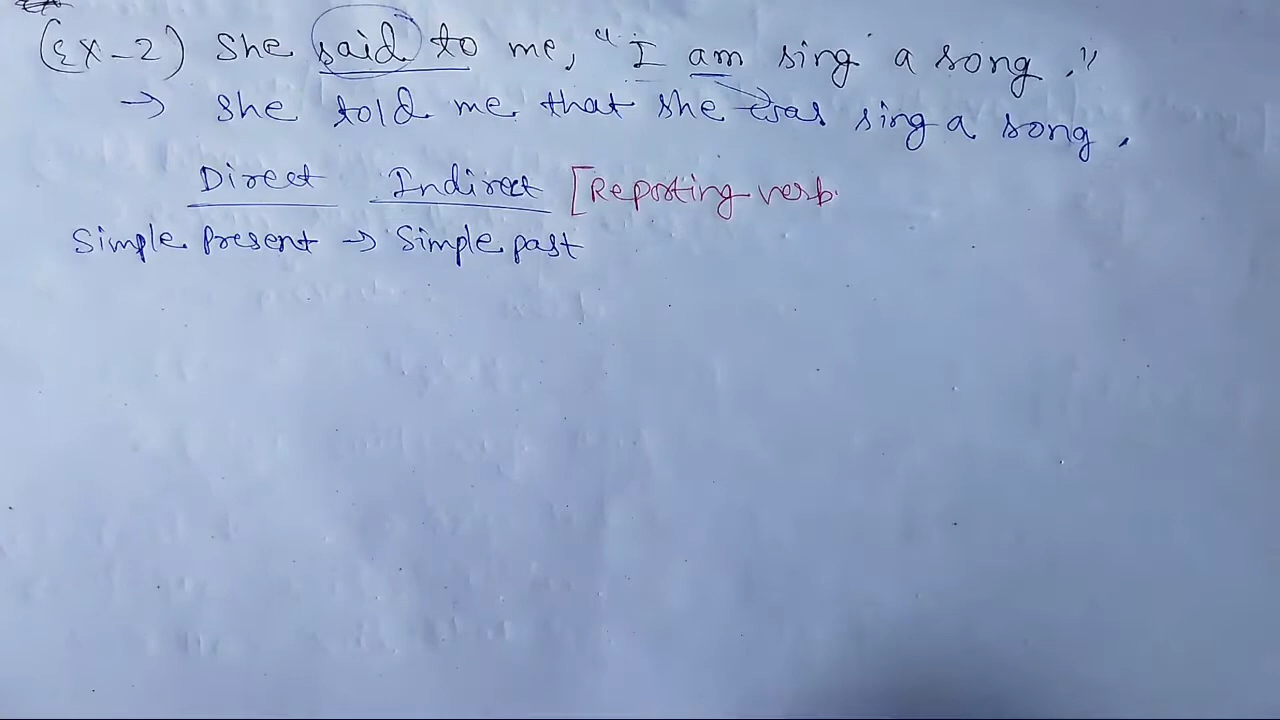 (Ex-2) She said to me, "I am sing a song."
→ She told me that she was sing a song.
Direct Indirect [Reporting verb.
Simple present → Simple past